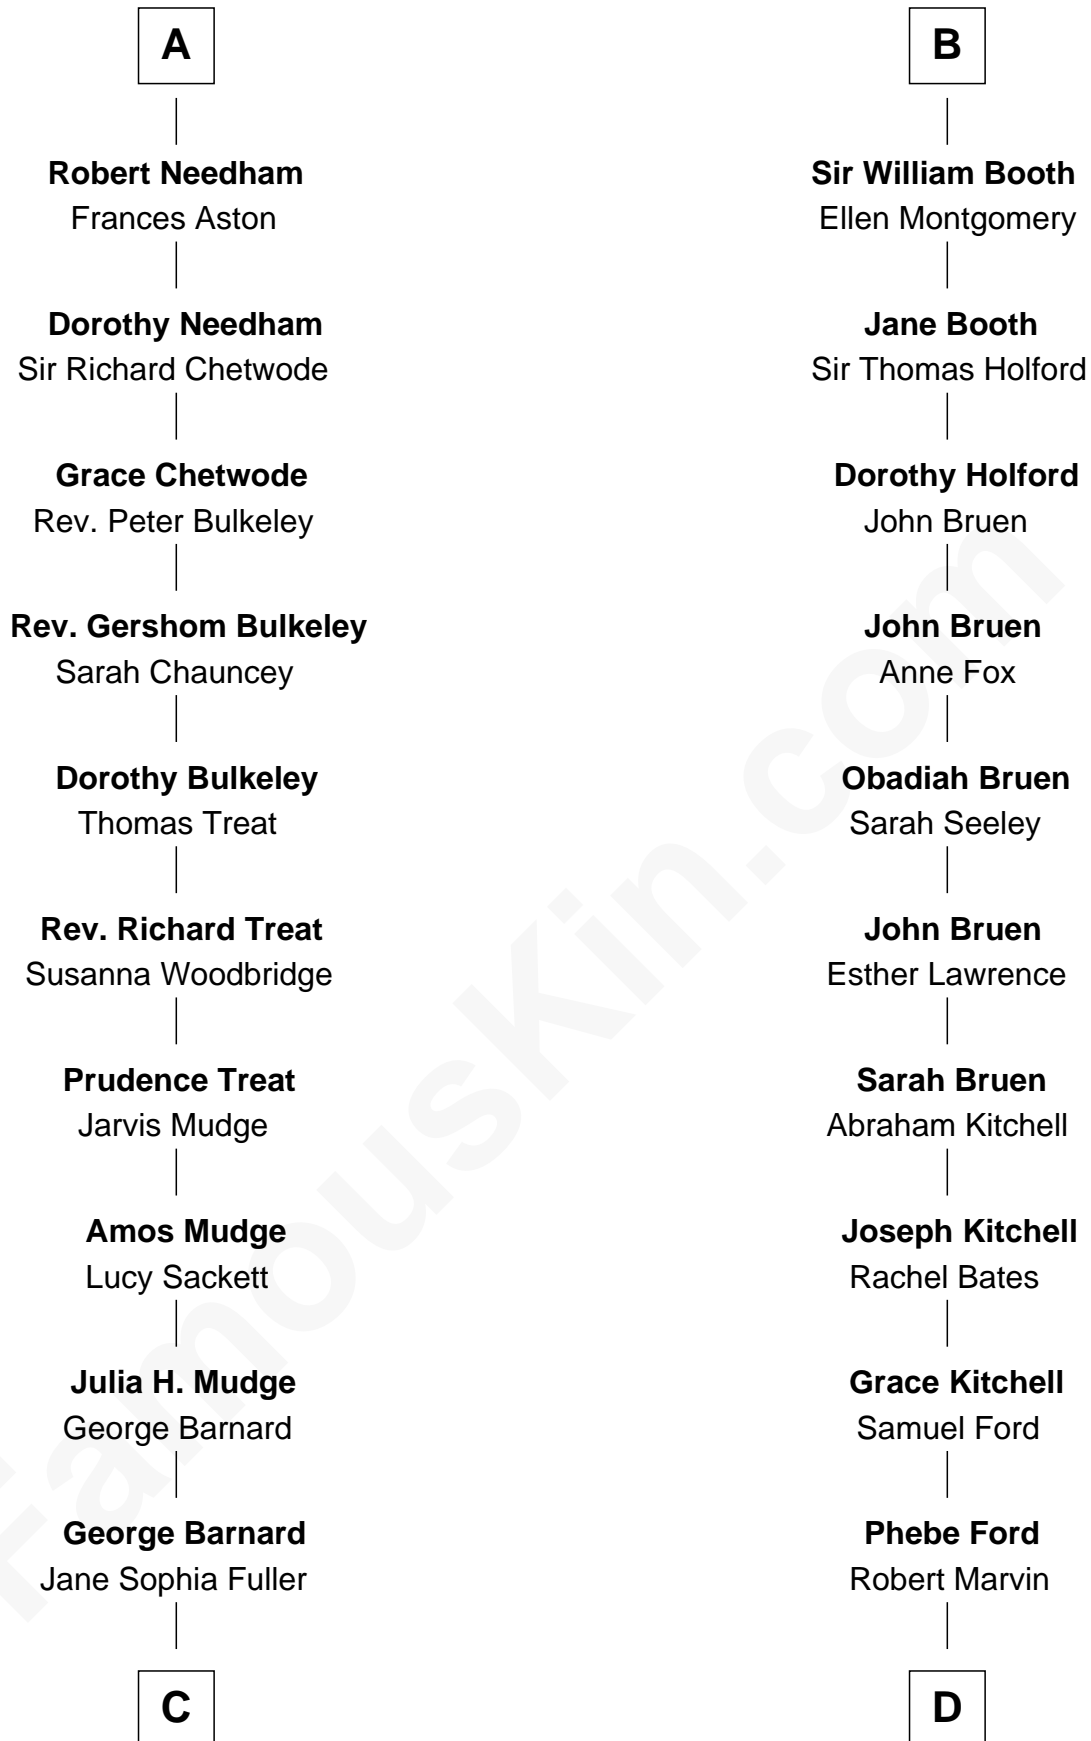 A
Robert Needham
Frances Aston
Dorothy Needham
Sir Richard Chetwode
Grace Chetwode
Rev. Peter Bulkeley
Rev. Gershom Bulkeley
Sarah Chauncey
Dorothy Bulkeley
Thomas Treat
Rev. Richard Treat
Susanna Woodbridge
Prudence Treat
Jarvis Mudge
Amos Mudge
Lucy Sackett
Julia H. Mudge
George Barnard
George Barnard
Jane Sophia Fuller
C
B
Sir William Booth
Ellen Montgomery
Jane Booth
Sir Thomas Holford
Dorothy Holford
John Bruen
John Bruen
Anne Fox
Obadiah Bruen
Sarah Seeley
John Bruen
Esther Lawrence
Sarah Bruen
Abraham Kitchell
Joseph Kitchell
Rachel Bates
Grace Kitchell
Samuel Ford
Phebe Ford
Robert Marvin
D
FamousKin.com